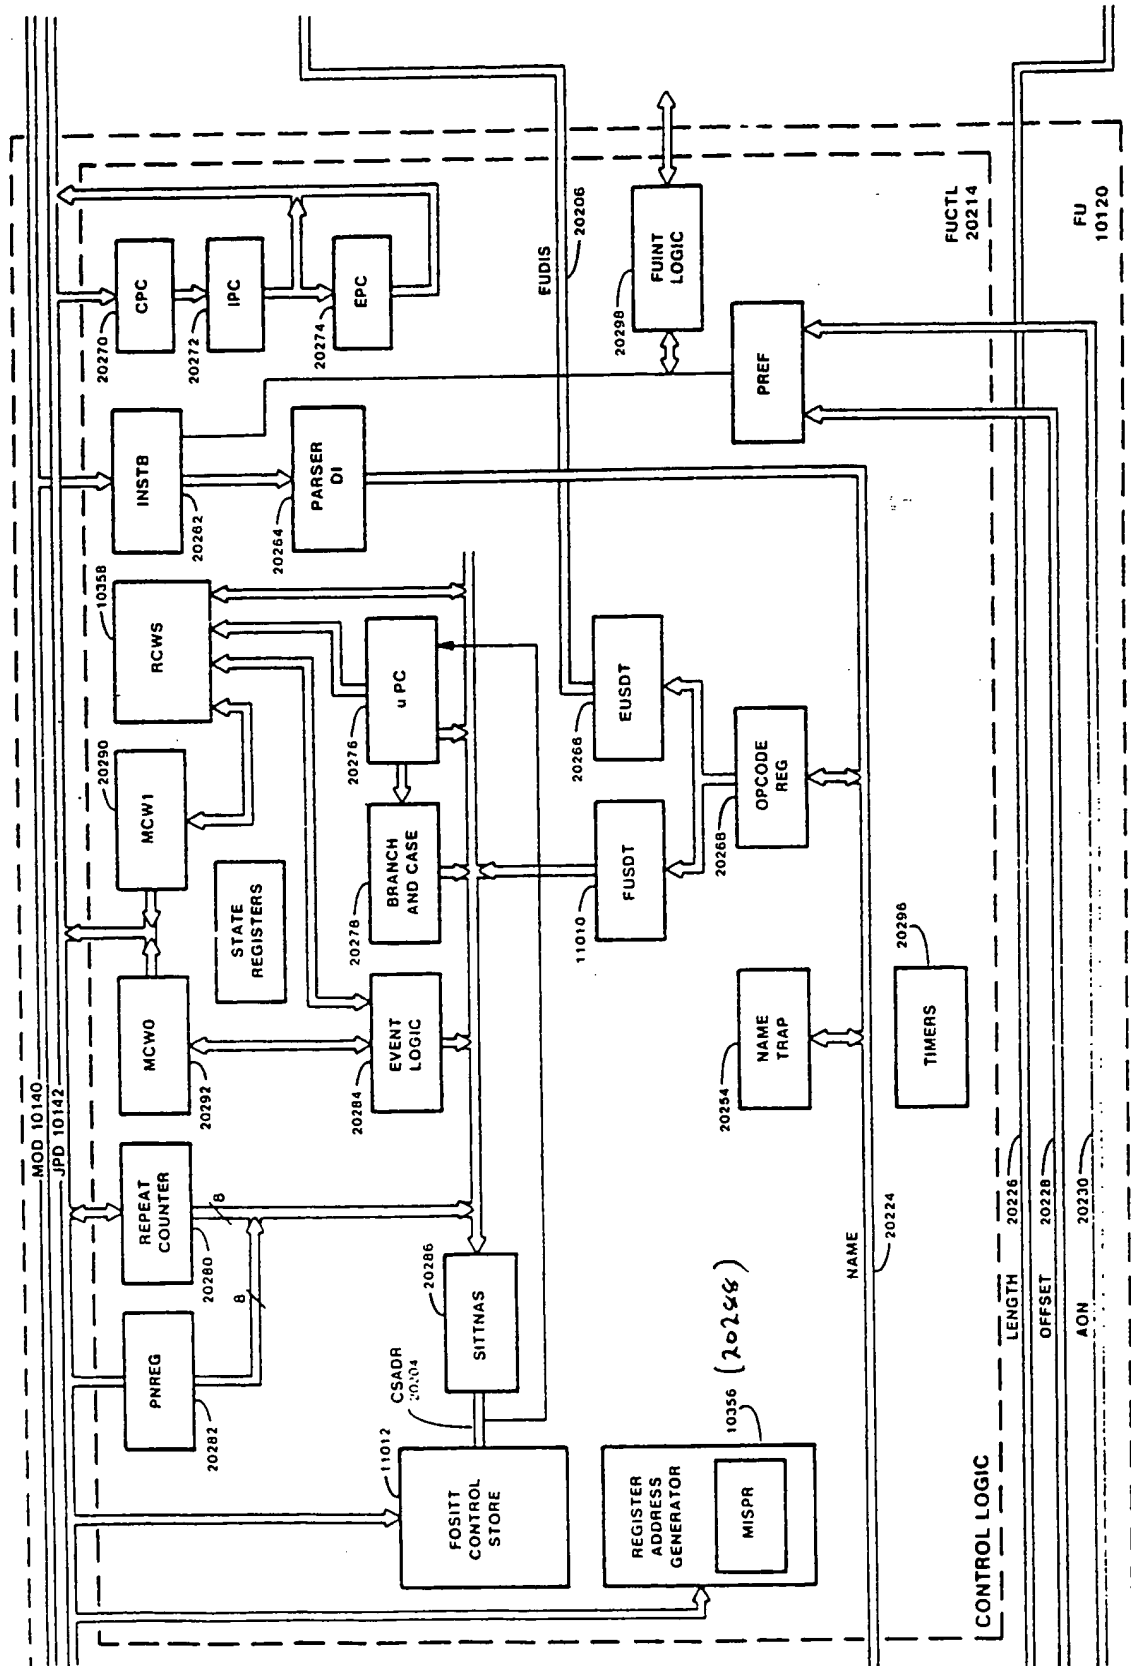 MOD 10140
JPD 10142
PNREG
20282
8
REPEAT
COUNTER
20280
8
MCW0
20292
MCW1
20290
STATE
REGISTERS
RCWS
10358
INSTB
20262
PARSER
DI
20264
CPC
20270
IPC
20272
EPC
20274
FOSITT
CONTROL
STORE
11012
CSADR
20204
SITTNAS
20286
EVENT
LOGIC
20284
BRANCH
AND CASE
20278
u PC
20276
FUSDT
11010
EUSDT
20266
FUDIS
20206
FUINT
LOGIC
20298
REGISTER
ADDRESS
GENERATOR
MISPR
10356
(20288)
NAME
TRAP
20254
OPCODE
REG
20268
PREF
TIMERS
20296
NAME
20224
CONTROL LOGIC
FUCTL
20214
LENGTH
20226
OFFSET
20228
AON
20230
FU
10120